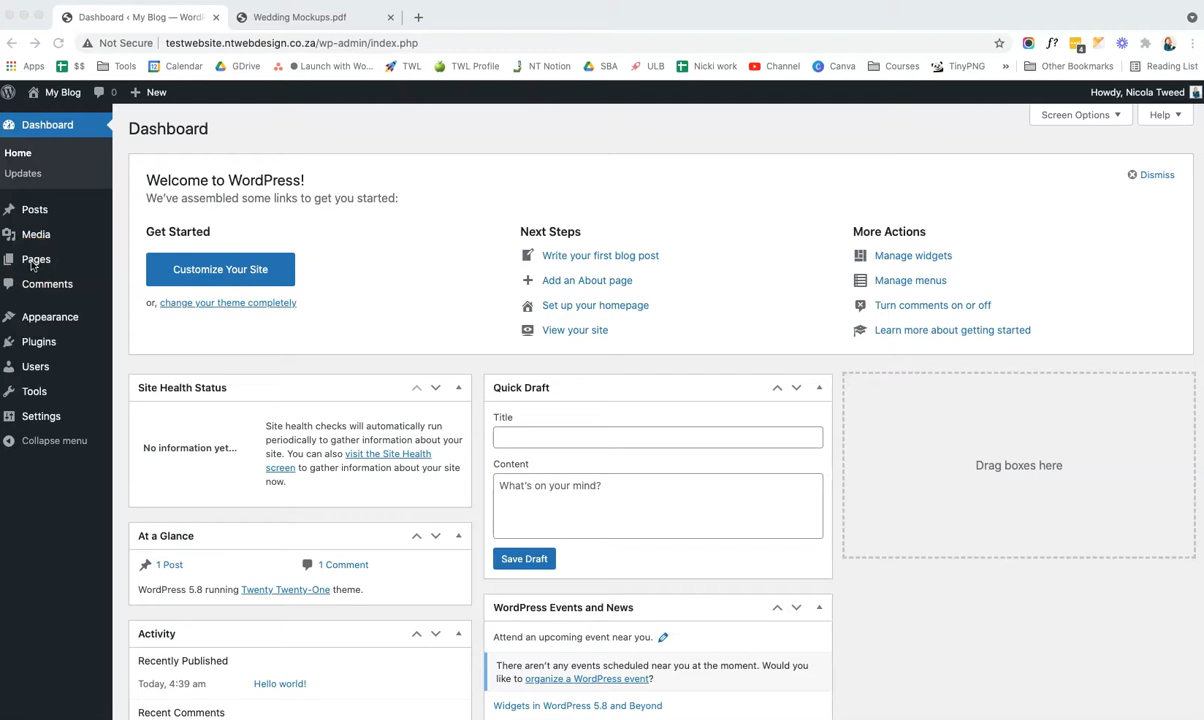 Dashboard ‹ My Blog — WordP
Wedding Mockups.pdf
Not Secure
testwebsite.ntwebdesign.co.za/wp-admin/index.php
f?
4
Apps
$$
Tools
Calendar
GDrive
Launch with Wo...
TWL
TWL Profile
NT Notion
SBA
ULB
Nicki work
Channel
Canva
Courses
TinyPNG
»
Other Bookmarks
Reading List
My Blog
0
New
Howdy, Nicola Tweed
Dashboard
Home
Updates
Posts
Media
Pages
Comments
Appearance
Plugins
Users
Tools
Settings
Collapse menu
Dashboard
Screen Options
Help
Welcome to WordPress!
We've assembled some links to get you started:
Dismiss
Get Started
Customize Your Site
or, change your theme completely
Next Steps
Write your first blog post
Add an About page
Set up your homepage
View your site
More Actions
Manage widgets
Manage menus
Turn comments on or off
Learn more about getting started
Site Health Status
No information yet...
Site health checks will automatically run
periodically to gather information about your
site. You can also visit the Site Health
screen to gather information about your site
now.
At a Glance
1 Post
1 Comment
WordPress 5.8 running Twenty Twenty-One theme.
Activity
Recently Published
Today, 4:39 am
Hello world!
Recent Comments
Quick Draft
Title
Content
What's on your mind?
Save Draft
WordPress Events and News
Attend an upcoming event near you.
There aren't any events scheduled near you at the moment. Would you
like to organize a WordPress event?
Widgets in WordPress 5.8 and Beyond
Drag boxes here